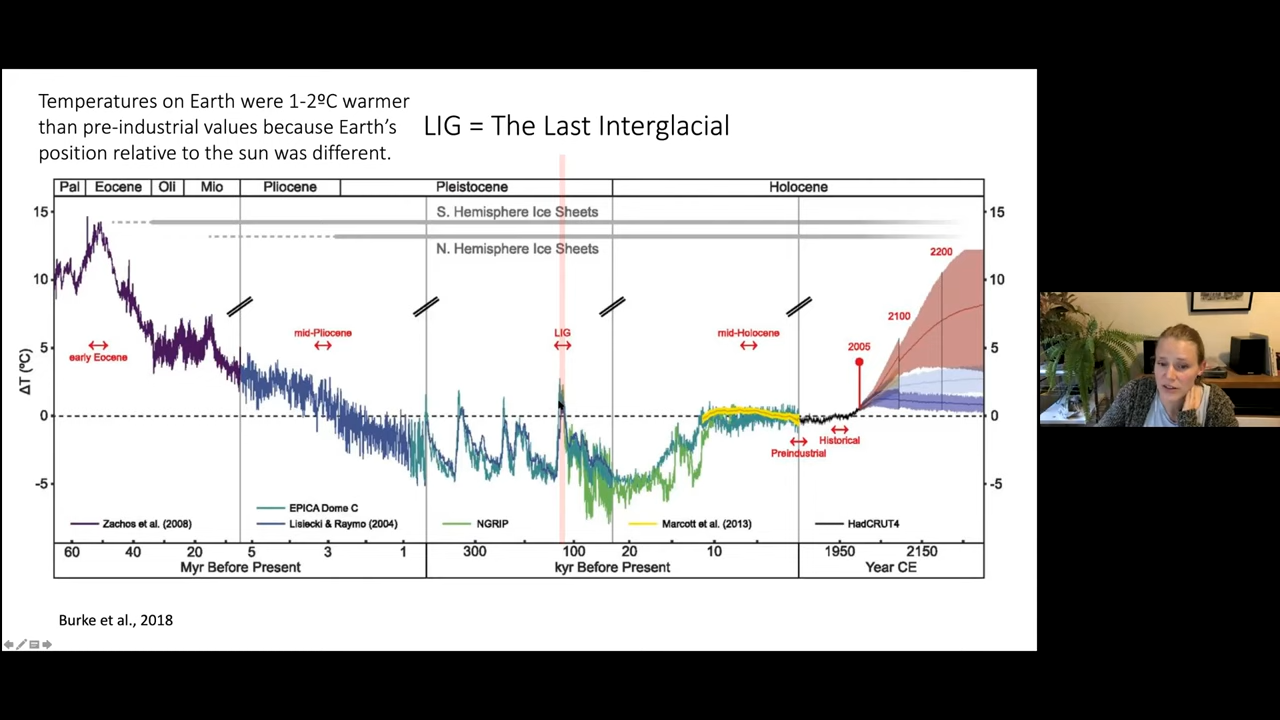 Temperatures on Earth were 1-2ºC warmer
than pre-industrial values because Earth's
position relative to the sun was different.
LIG = The Last Interglacial
Pal Eocene Oli Mio Pliocene Pleistocene Holocene
S. Hemisphere Ice Sheets
N. Hemisphere Ice Sheets
15 15
10 10
5 5
0 0
-5 -5
ΔT (ºC)
early Eocene
mid-Pliocene
LIG
mid-Holocene
2005
2100
2200
Preindustrial
Historical
Zachos et al. (2008)
EPICA Dome C
Lisiecki & Raymo (2004)
NGRIP
Marcott et al. (2013)
HadCRUT4
60 40 20 5 3 1 300 100 20 10 1950 2150
Myr Before Present kyr Before Present Year CE
Burke et al., 2018